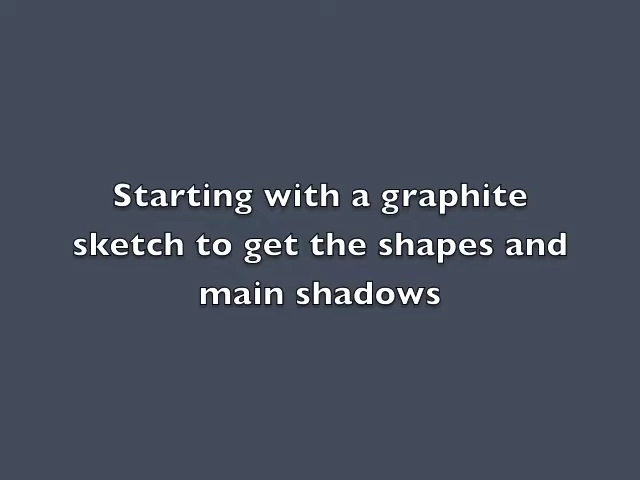 Starting with a graphite
sketch to get the shapes and
main shadows